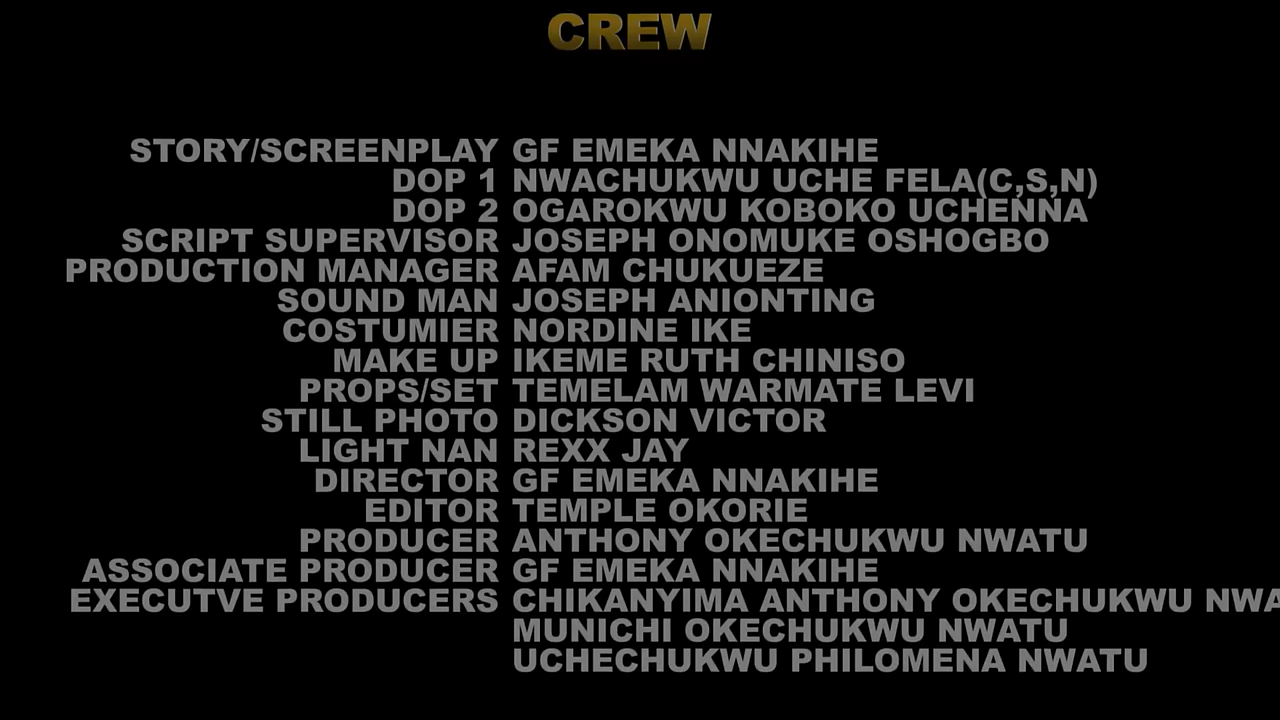 CREW
STORY/SCREENPLAY GF EMEKA NNAKIHE
DOP 1 NWACHUKWU UCHE FELA(C,S,N)
DOP 2 OGAROKWU KOBOKO UCHENNA
SCRIPT SUPERVISOR JOSEPH ONOMUKE OSHOGBO
PRODUCTION MANAGER AFAM CHUKUEZE
SOUND MAN JOSEPH ANIONTING
COSTUMIER NORDINE IKE
MAKE UP IKEME RUTH CHINISO
PROPS/SET TEMELAM WARMATE LEVI
STILL PHOTO DICKSON VICTOR
LIGHT NAN REXX JAY
DIRECTOR GF EMEKA NNAKIHE
EDITOR TEMPLE OKORIE
PRODUCER ANTHONY OKECHUKWU NWATU
ASSOCIATE PRODUCER GF EMEKA NNAKIHE
EXECUTVE PRODUCERS CHIKANYIMA ANTHONY OKECHUKWU
MUNICHI OKECHUKWU NWATU
UCHECHUKWU PHILOMENA NWATU